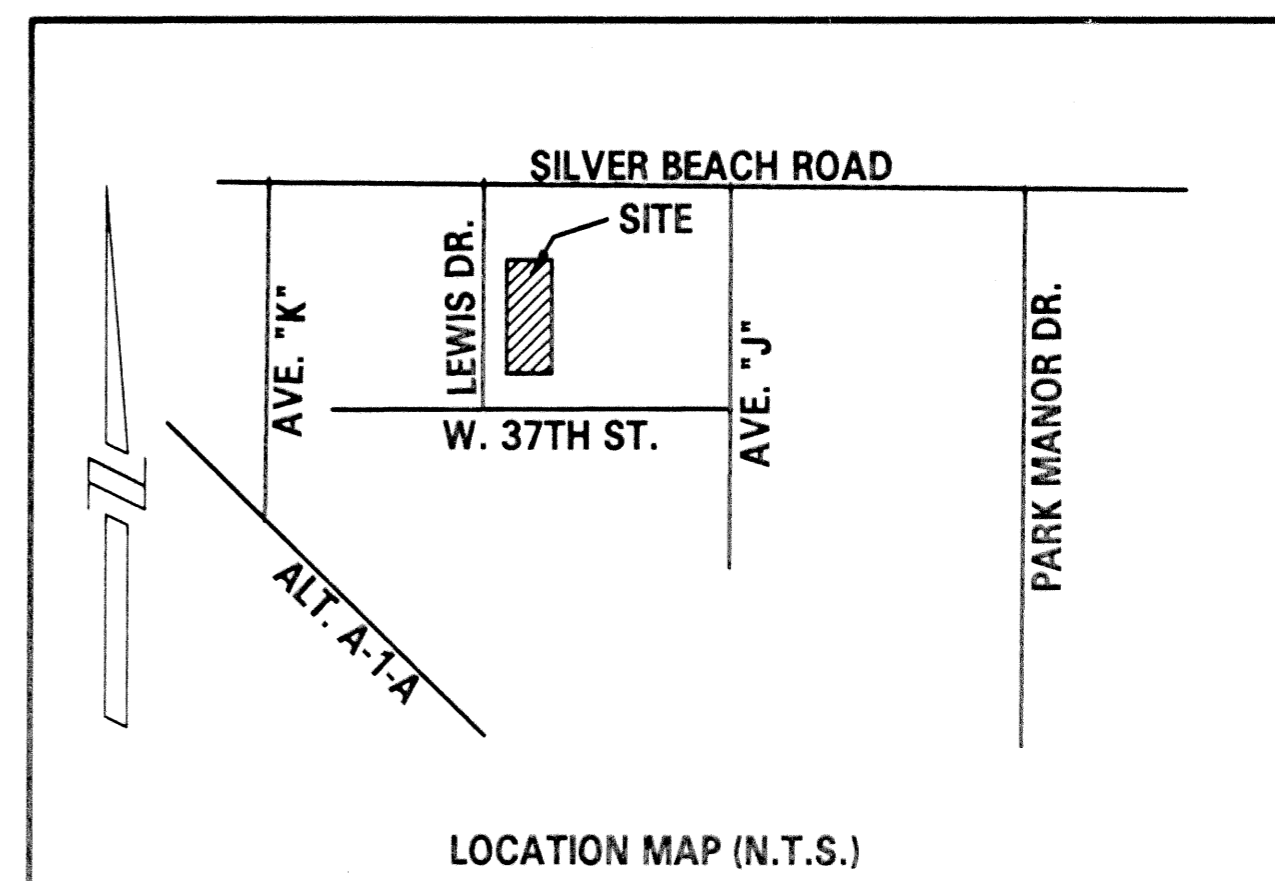 SILVER BEACH ROAD
SITE
LEWIS DR.
AVE. "K"
AVE. "J"
PARK MANOR DR.
W. 37TH ST.
N
ALT. A-1-A
LOCATION MAP (N.T.S.)